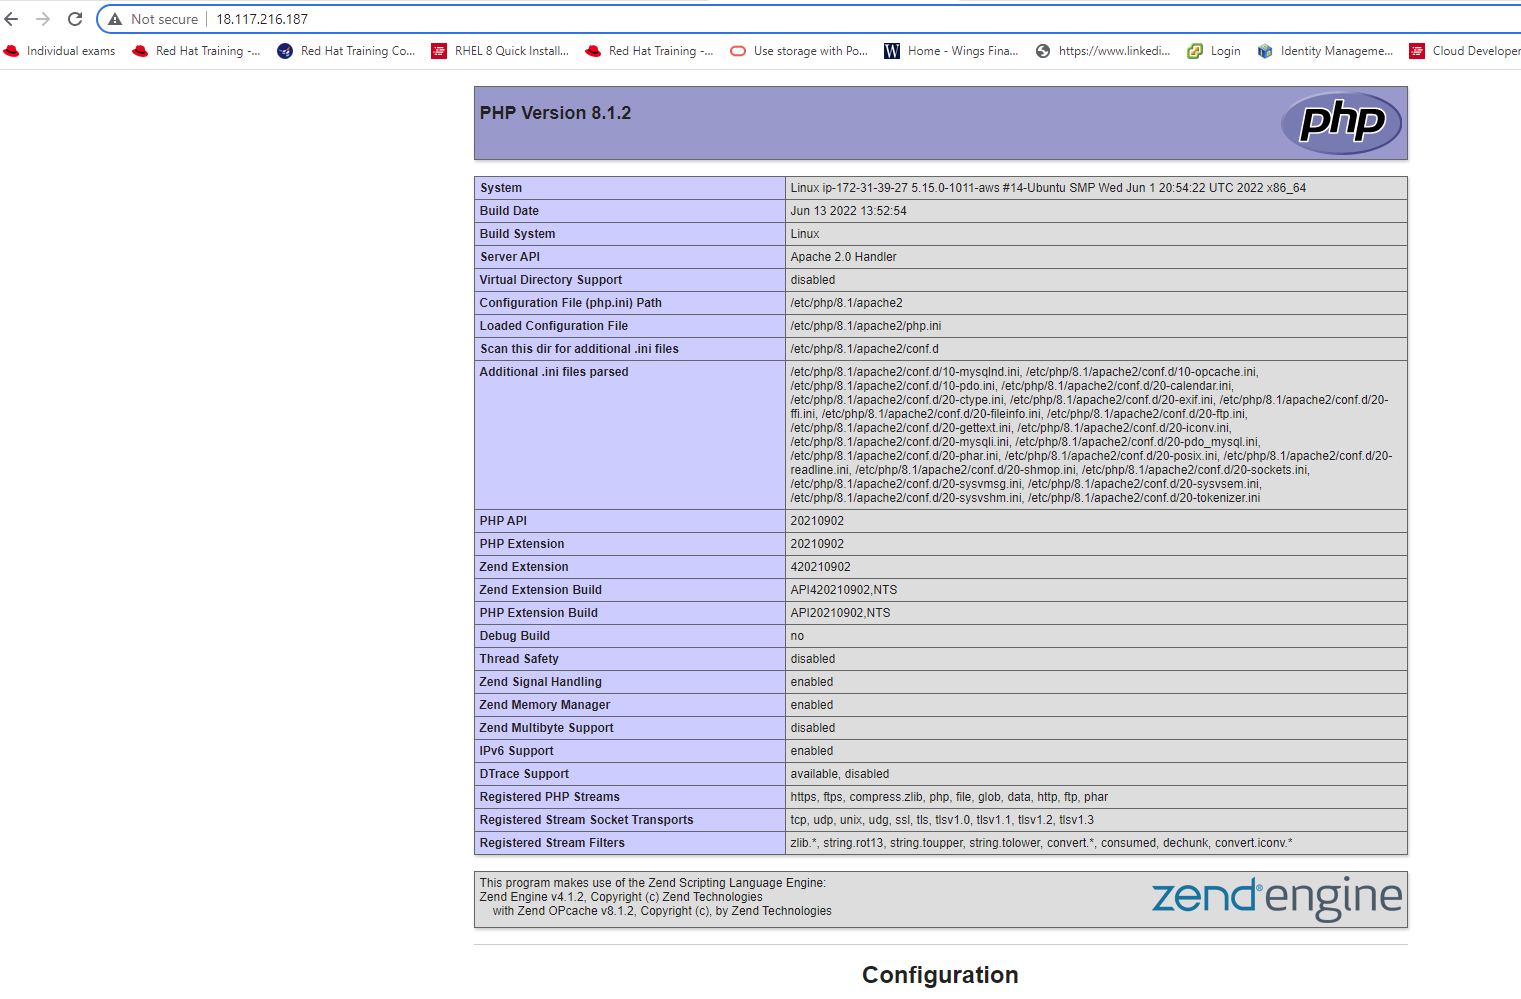 Not secure | 18.117.216.187
Individual exams Red Hat Training -... Red Hat Training Co... RHEL 8 Quick Install... Red Hat Training -... Use storage with Po... W Home - Wings Fina... https://www.linkedi... Login Identity Manageme... Cloud Developer
PHP Version 8.1.2 php
System Linux ip-172-31-39-27 5.15.0-1011-aws #14-Ubuntu SMP Wed Jun 1 20:54:22 UTC 2022 x86_64
Build Date Jun 13 2022 13:52:54
Build System Linux
Server API Apache 2.0 Handler
Virtual Directory Support disabled
Configuration File (php.ini) Path /etc/php/8.1/apache2
Loaded Configuration File /etc/php/8.1/apache2/php.ini
Scan this dir for additional .ini files /etc/php/8.1/apache2/conf.d
Additional .ini files parsed /etc/php/8.1/apache2/conf.d/10-mysqlnd.ini, /etc/php/8.1/apache2/conf.d/10-opcache.ini,
/etc/php/8.1/apache2/conf.d/10-pdo.ini, /etc/php/8.1/apache2/conf.d/20-calendar.ini,
/etc/php/8.1/apache2/conf.d/20-ctype.ini, /etc/php/8.1/apache2/conf.d/20-exif.ini, /etc/php/8.1/apache2/conf.d/20-
ffi.ini, /etc/php/8.1/apache2/conf.d/20-fileinfo.ini, /etc/php/8.1/apache2/conf.d/20-ftp.ini,
/etc/php/8.1/apache2/conf.d/20-gettext.ini, /etc/php/8.1/apache2/conf.d/20-iconv.ini,
/etc/php/8.1/apache2/conf.d/20-mysqli.ini, /etc/php/8.1/apache2/conf.d/20-pdo_mysql.ini,
/etc/php/8.1/apache2/conf.d/20-phar.ini, /etc/php/8.1/apache2/conf.d/20-posix.ini, /etc/php/8.1/apache2/conf.d/20-
readline.ini, /etc/php/8.1/apache2/conf.d/20-shmop.ini, /etc/php/8.1/apache2/conf.d/20-sockets.ini,
/etc/php/8.1/apache2/conf.d/20-sysvmsg.ini, /etc/php/8.1/apache2/conf.d/20-sysvsem.ini,
/etc/php/8.1/apache2/conf.d/20-sysvshm.ini, /etc/php/8.1/apache2/conf.d/20-tokenizer.ini
PHP API 20210902
PHP Extension 20210902
Zend Extension 420210902
Zend Extension Build API420210902,NTS
PHP Extension Build API20210902,NTS
Debug Build no
Thread Safety disabled
Zend Signal Handling enabled
Zend Memory Manager enabled
Zend Multibyte Support disabled
IPv6 Support enabled
DTrace Support available, disabled
Registered PHP Streams https, ftps, compress.zlib, php, file, glob, data, http, ftp, phar
Registered Stream Socket Transports tcp, udp, unix, udg, ssl, tls, tlsv1.0, tlsv1.1, tlsv1.2, tlsv1.3
Registered Stream Filters zlib.*, string.rot13, string.toupper, string.tolower, convert.*, consumed, dechunk, convert.iconv.*
This program makes use of the Zend Scripting Language Engine:
Zend Engine v4.1.2, Copyright (c) Zend Technologies
with Zend OPcache v8.1.2, Copyright (c), by Zend Technologies
zend® engine
Configuration